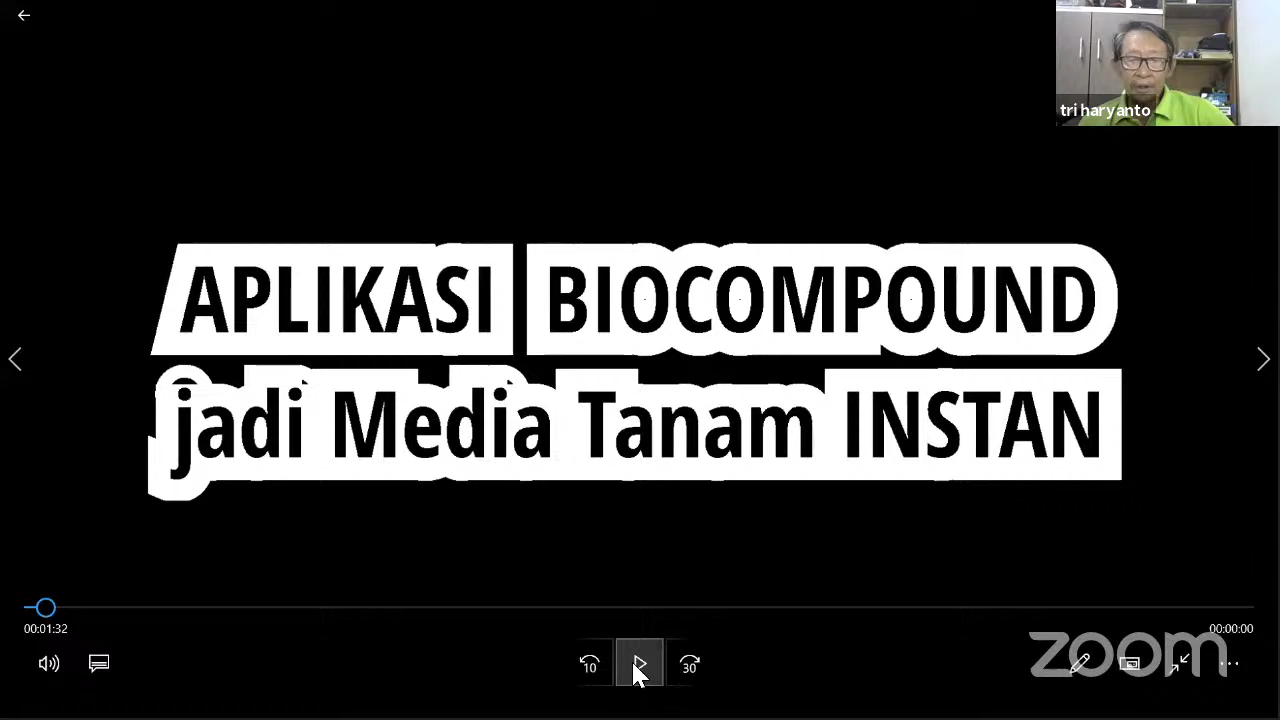 tri haryanto
APLIKASI BIOCOMPOUND
jadi Media Tanam INSTAN
00:01:32
00:00:00
10
30
zoom